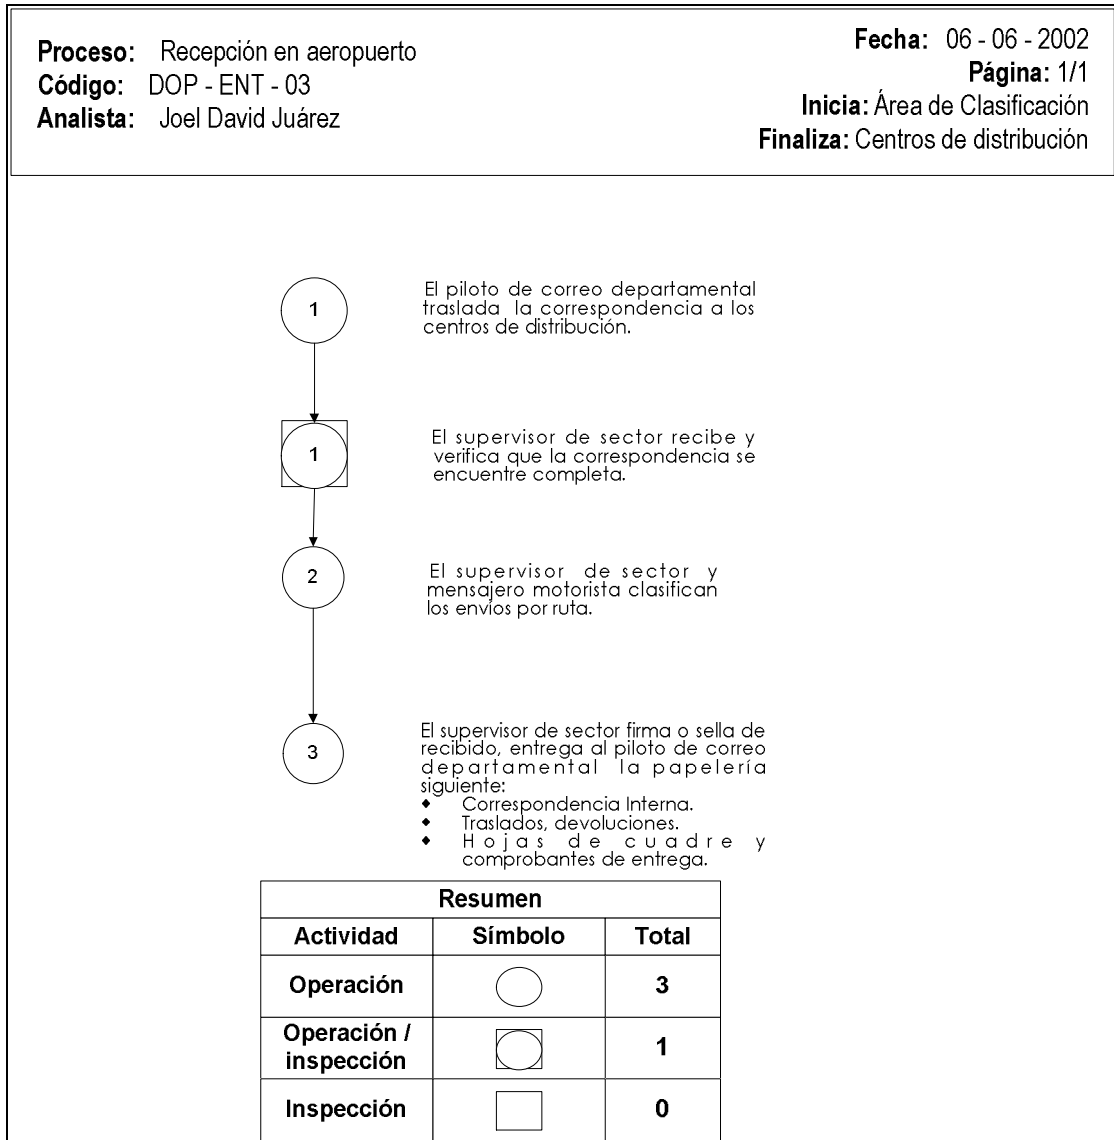 Proceso: Recepción en aeropuerto
Código: DOP - ENT - 03
Analista: Joel David Juárez
Fecha: 06 - 06 - 2002
Página: 1/1
Inicia: Área de Clasificación
Finaliza: Centros de distribución
1
El piloto de correo departamental
traslada la correspondencia a los
centros de distribución.
1
El supervisor de sector recibe y
verifica que la correspondencia se
encuentre completa.
2
El supervisor de sector y
mensajero motorista clasifican
los envíos por ruta.
3
El supervisor de sector firma o sella de
recibido, entrega al piloto de correo
departamental la papelería
siguiente:
◆ Correspondencia Interna.
◆ Traslados, devoluciones.
◆ Hojas de cuadre y
comprobantes de entrega.
Resumen
Actividad Símbolo Total
Operación 3
Operación /
inspección 1
Inspección 0